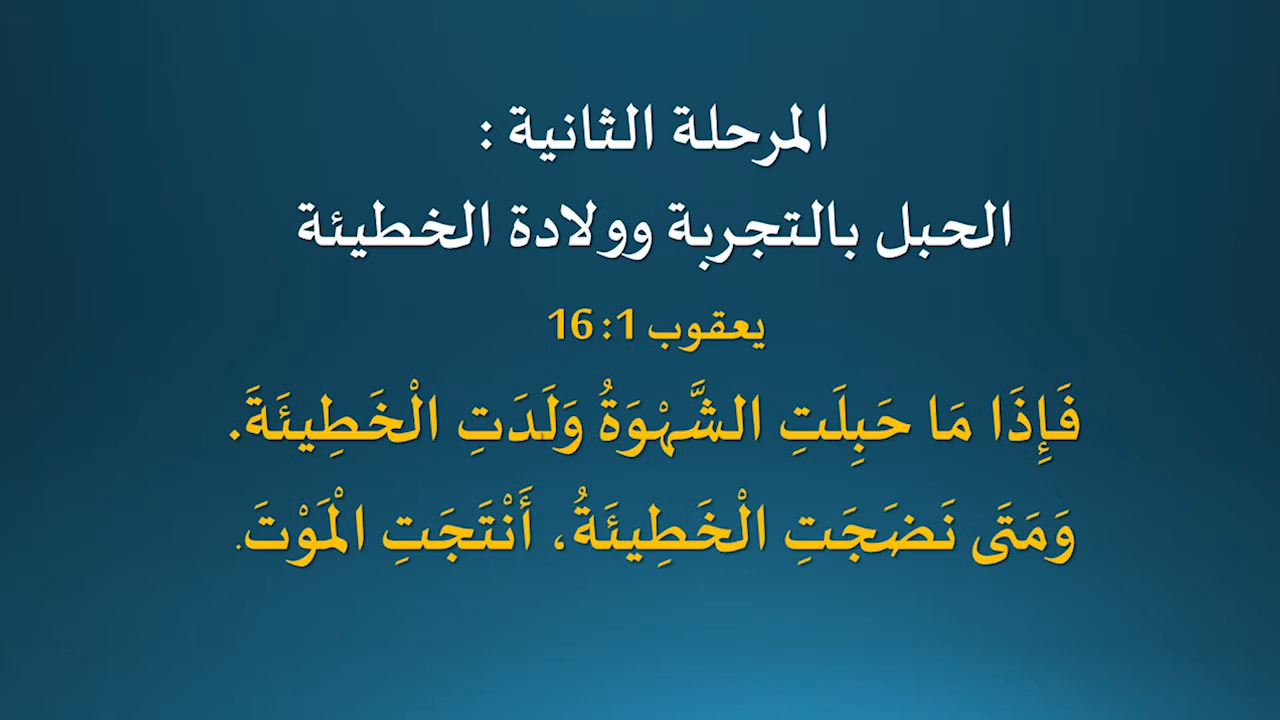 المرحلة الثانية :
الحبل بالتجربة وولادة الخطيئة
يعقوب 1: 16
فَإِذَا مَا حَبِلَتِ الشَّهْوَةُ وَلَدَتِ الْخَطِيئَةَ.
وَمَتَى نَضَجَتِ الْخَطِيئَةُ، أَنْتَجَتِ الْمَوْتَ.